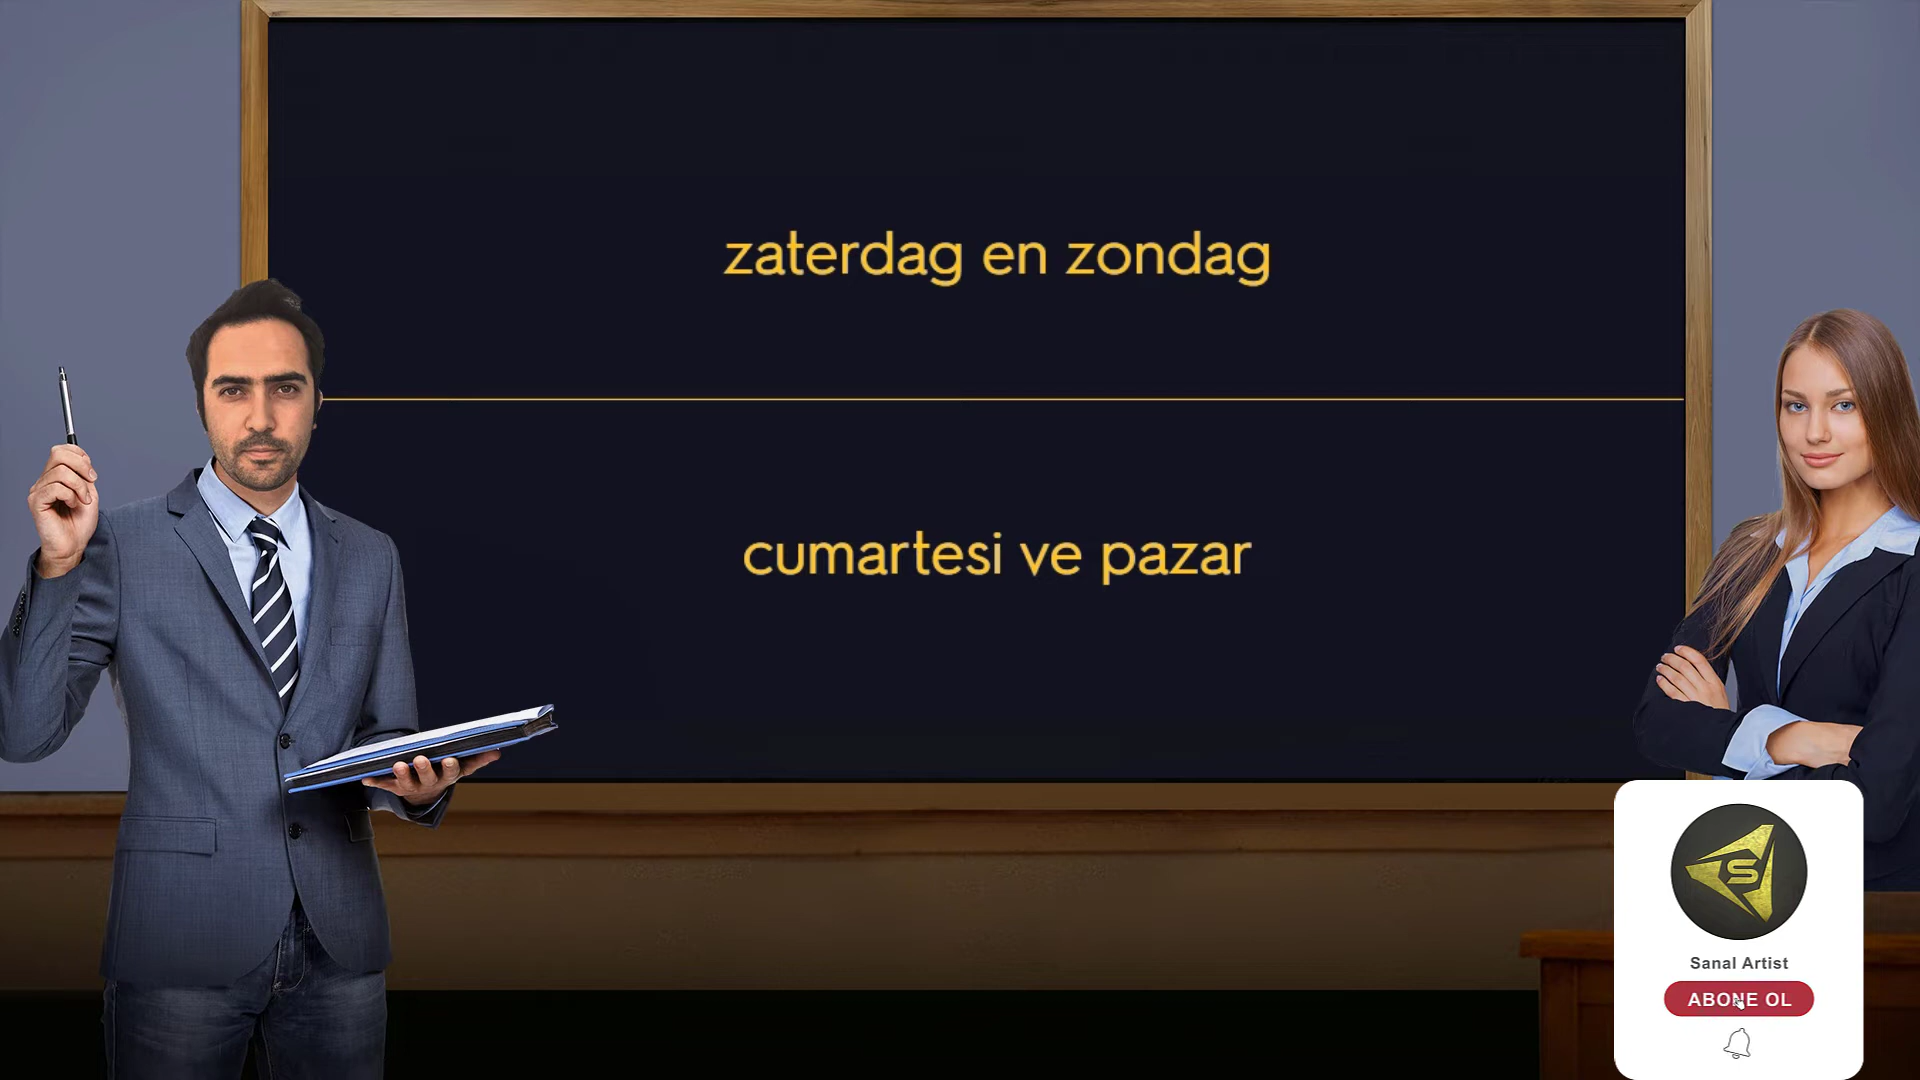 zaterdag en zondag
cumartesi ve pazar
S
Sanal Artist
ABONE OL